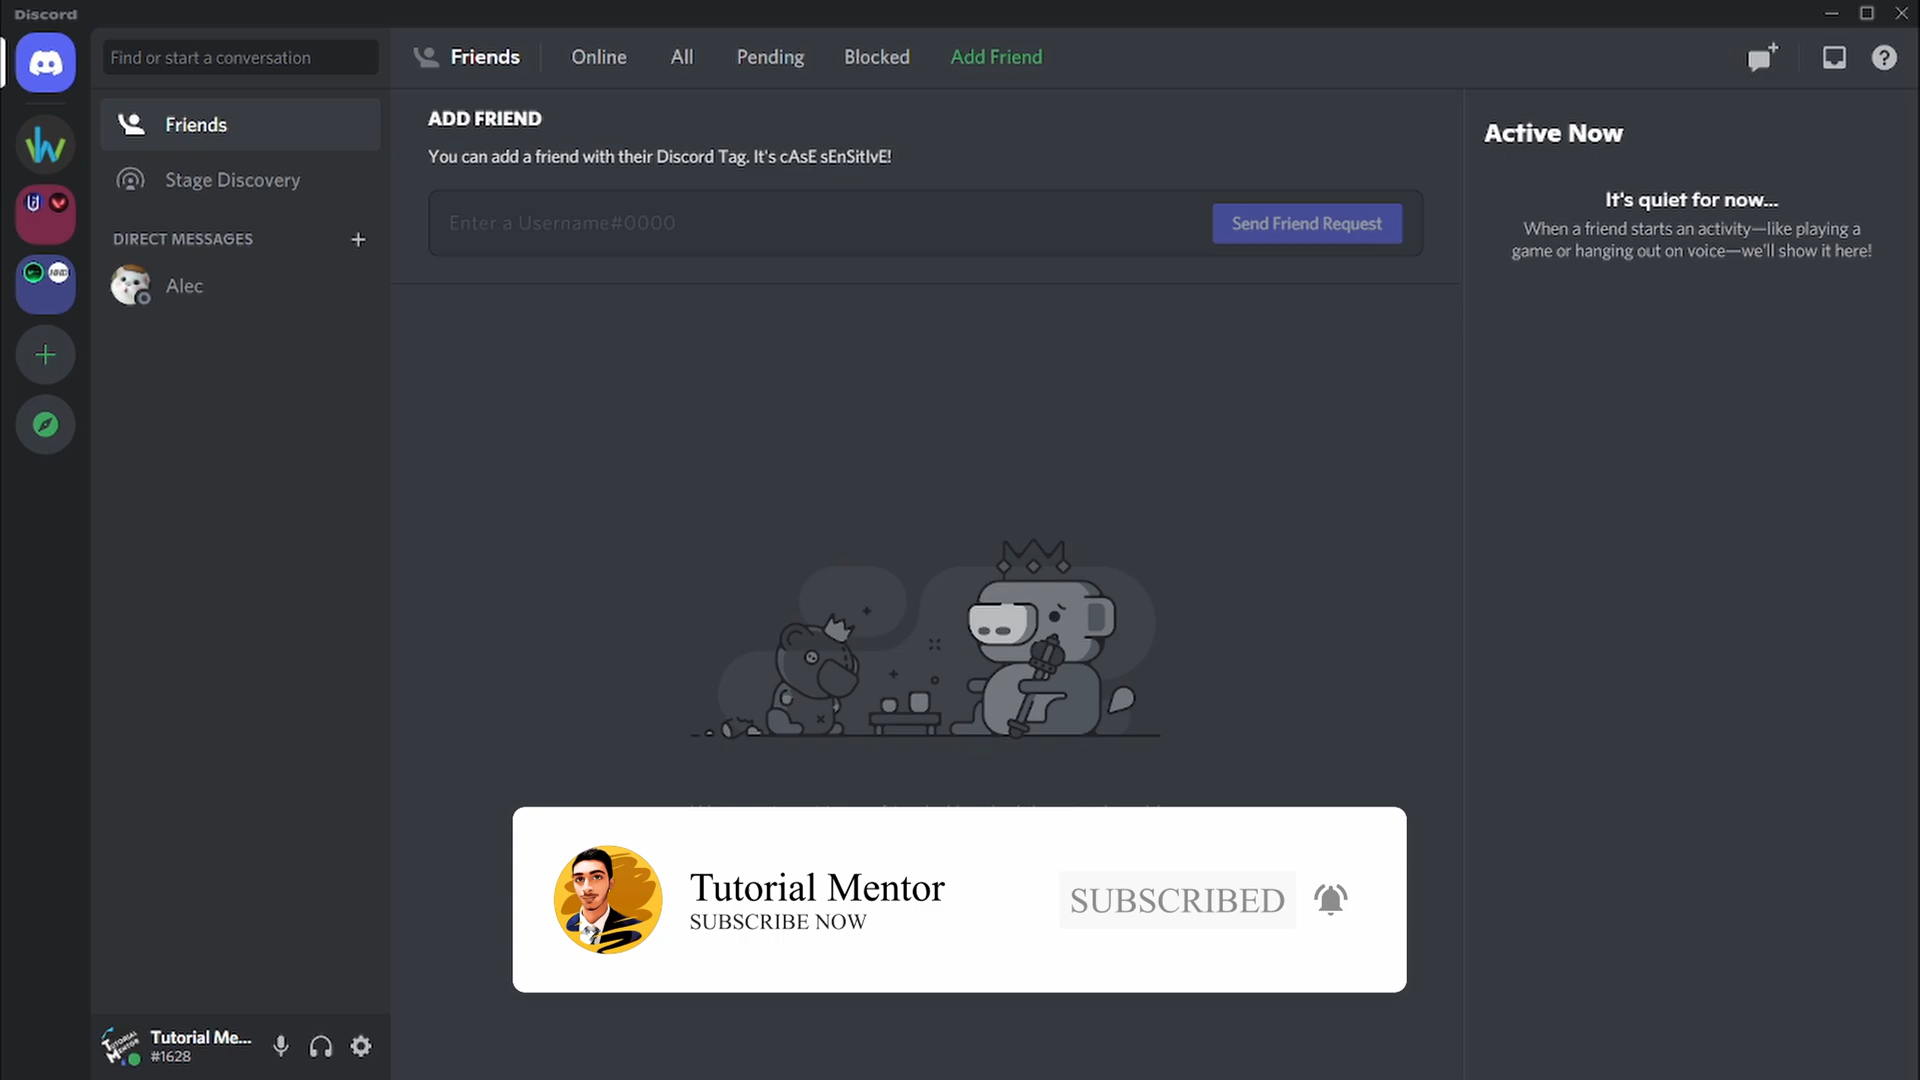 Discord
Find or start a conversation
Friends
Online
All
Pending
Blocked
Add Friend
Friends
Stage Discovery
DIRECT MESSAGES
Alec
ADD FRIEND
You can add a friend with their Discord Tag. It's cAsE sEnSitIvE!
Enter a Username#0000
Send Friend Request
Active Now
It's quiet for now...
When a friend starts an activity—like playing a
game or hanging out on voice—we'll show it here!
Tutorial Mentor
SUBSCRIBE NOW
SUBSCRIBED
Tutorial Me...
#1628
TUTORIAL
MENTOR